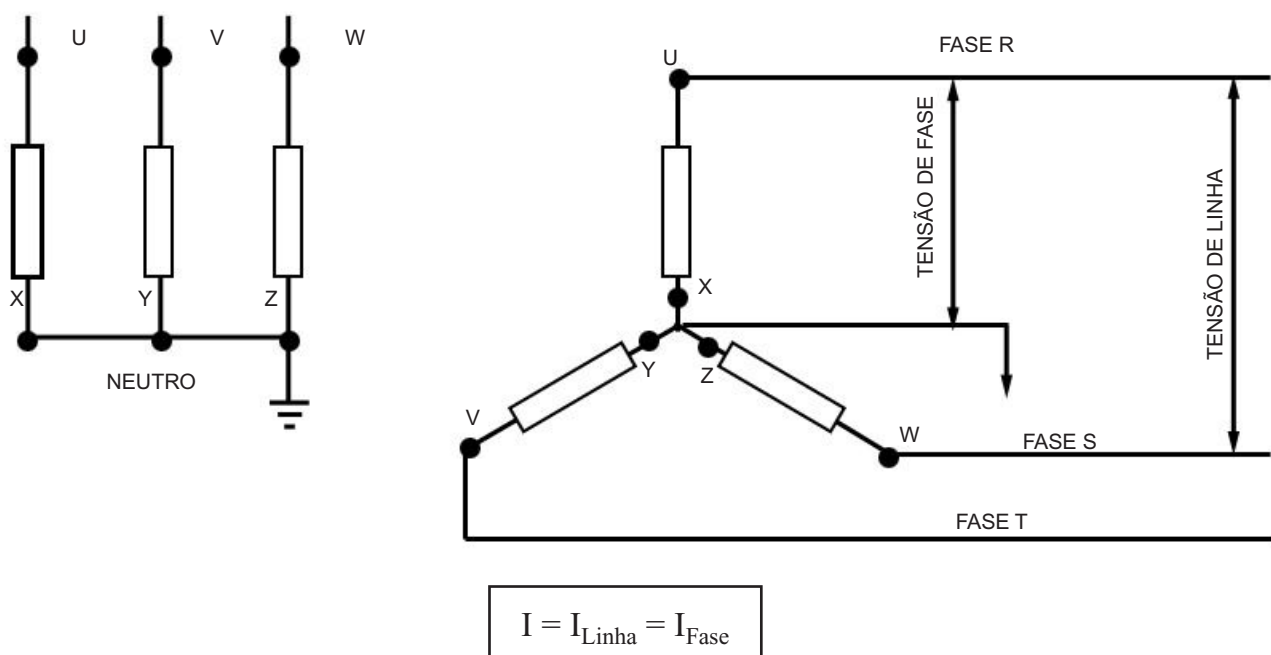 U V W
X Y Z
NEUTRO
FASE R
U
TENSÃO DE FASE
TENSÃO DE LINHA
X
Y Z
V
W
FASE S
FASE T
I = I_Linha = I_Fase